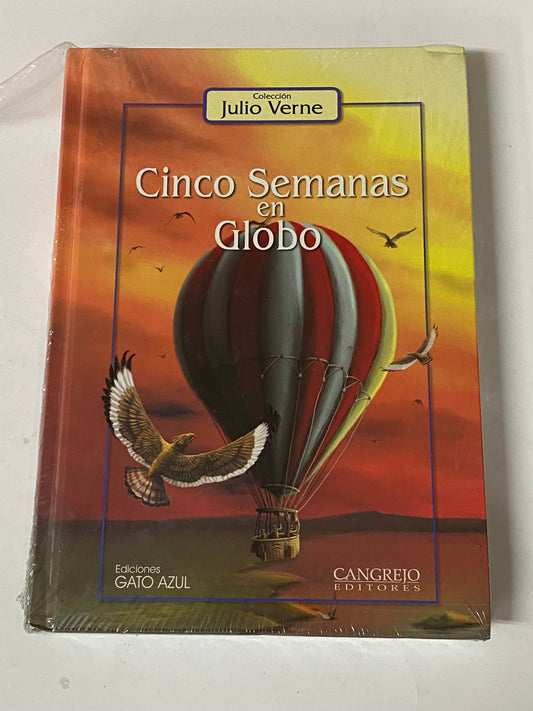 Colección
Julio Verne
Cinco Semanas
en
Globo
Ediciones
GATO AZUL
CANGREJO
EDITORES